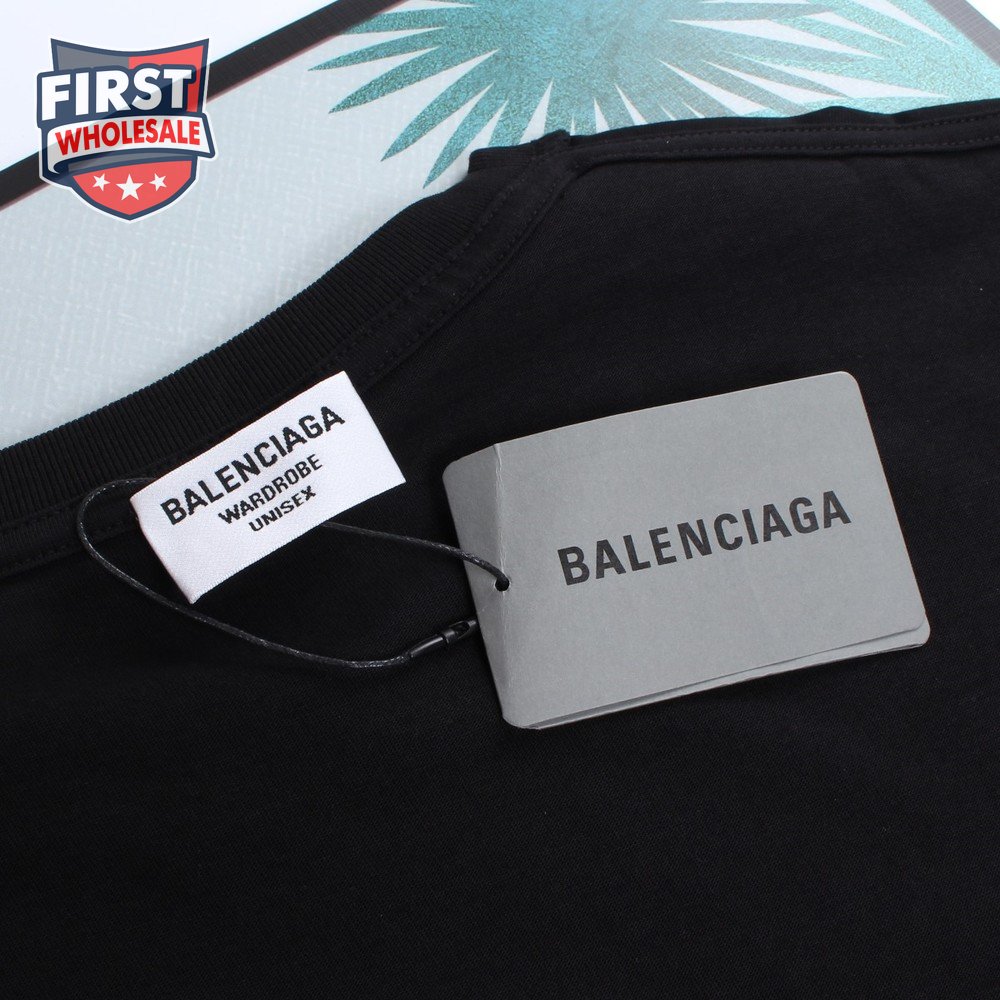 FIRST
WHOLESALE
BALENCIAGA
WARDROBE
UNISEX
BALENCIAGA